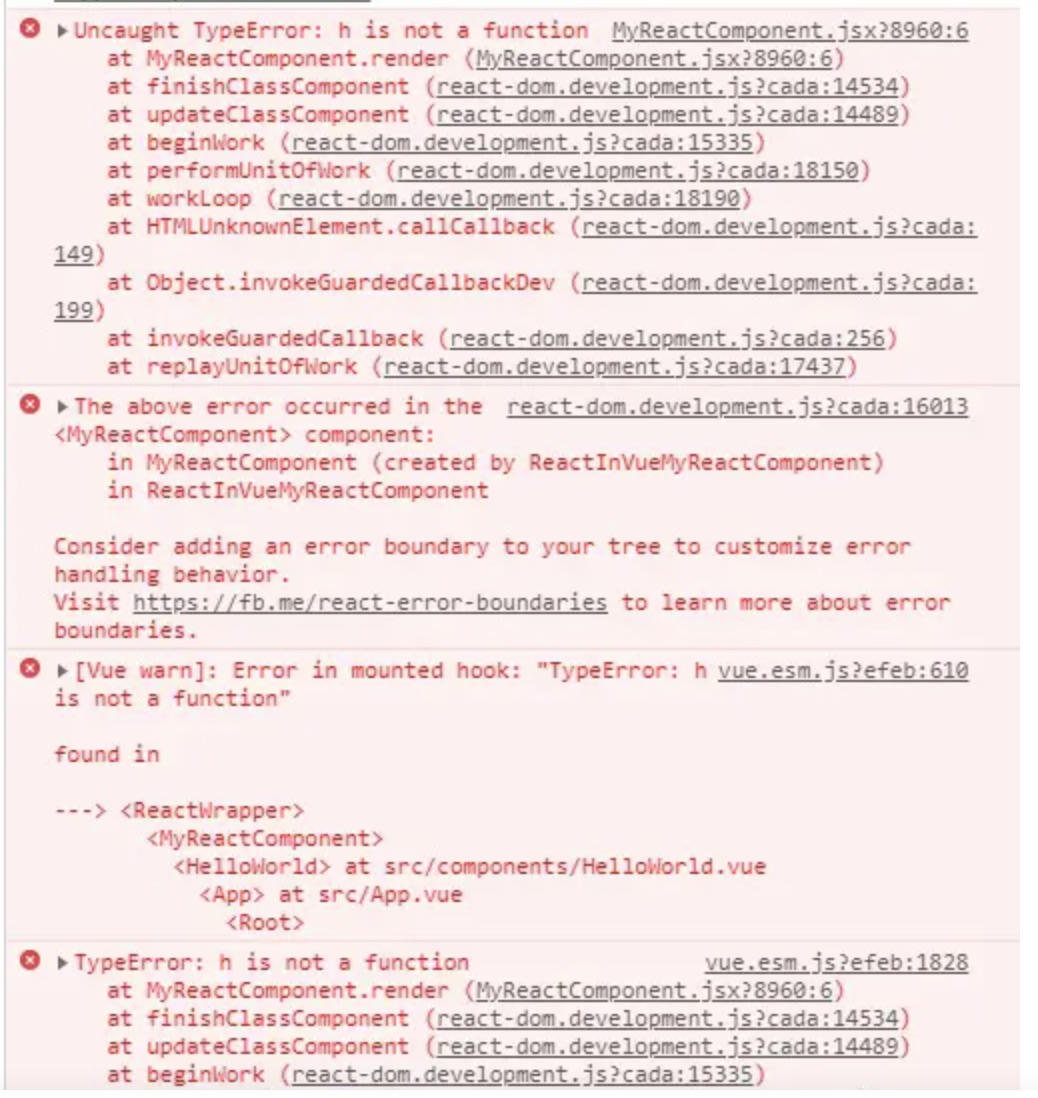 Uncaught TypeError: h is not a function MyReactComponent.jsx?8960:6
at MyReactComponent.render (MyReactComponent.jsx?8960:6)
at finishClassComponent (react-dom.development.js?cada:14534)
at updateClassComponent (react-dom.development.js?cada:14489)
at beginWork (react-dom.development.js?cada:15335)
at performUnitOfWork (react-dom.development.js?cada:18150)
at workLoop (react-dom.development.js?cada:18190)
at HTMLUnknownElement.callCallback (react-dom.development.js?cada:
149)
at Object.invokeGuardedCallbackDev (react-dom.development.js?cada:
199)
at invokeGuardedCallback (react-dom.development.js?cada:256)
at replayUnitOfWork (react-dom.development.js?cada:17437)
The above error occurred in the react-dom.development.js?cada:16013
<MyReactComponent> component:
in MyReactComponent (created by ReactInVueMyReactComponent)
in ReactInVueMyReactComponent
Consider adding an error boundary to your tree to customize error
handling behavior.
Visit https://fb.me/react-error-boundaries to learn more about error
boundaries.
[Vue warn]: Error in mounted hook: "TypeError: h vue.esm.js?efeb:610
is not a function"
found in
---> <ReactWrapper>
<MyReactComponent>
<HelloWorld> at src/components/HelloWorld.vue
<App> at src/App.vue
<Root>
TypeError: h is not a function vue.esm.js?efeb:1828
at MyReactComponent.render (MyReactComponent.jsx?8960:6)
at finishClassComponent (react-dom.development.js?cada:14534)
at updateClassComponent (react-dom.development.js?cada:14489)
at beginWork (react-dom.development.js?cada:15335)